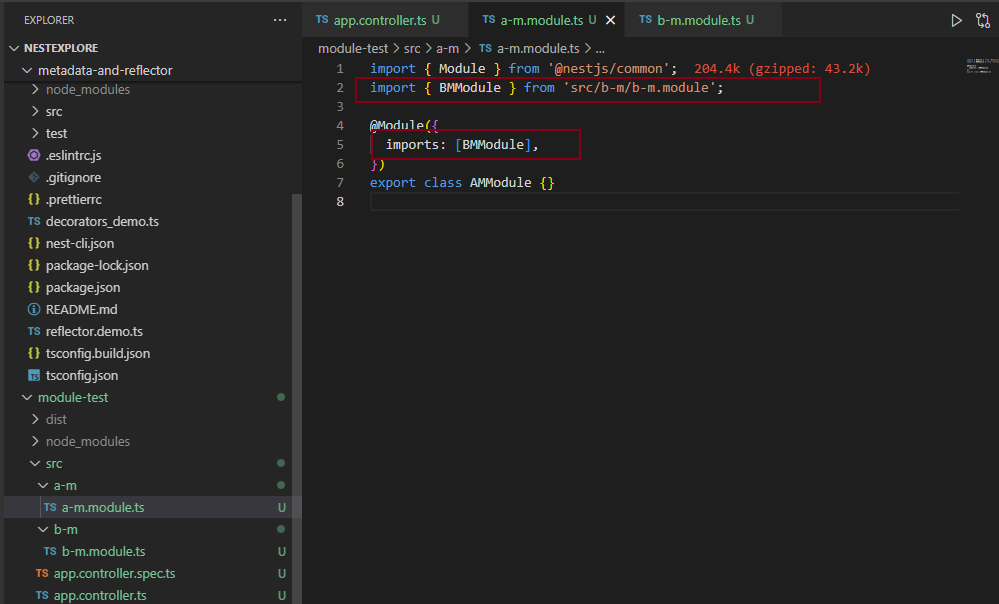 EXPLORER
NESTEXPLORE
metadata-and-reflector
node_modules
src
test
.eslintrc.js
.gitignore
{} .prettierrc
TS decorators_demo.ts
{} nest-cli.json
{} package-lock.json
{} package.json
README.md
TS reflector.demo.ts
{} tsconfig.build.json
TS tsconfig.json
module-test
dist
node_modules
src
a-m
TS a-m.module.ts U
b-m
TS b-m.module.ts U
TS app.controller.spec.ts U
TS app.controller.ts U
TS app.controller.ts U TS a-m.module.ts U TS b-m.module.ts U
module-test > src > a-m > TS a-m.module.ts > ...
1 import { Module } from '@nestjs/common'; 204.4k (gzipped: 43.2k)
2 import { BMModule } from 'src/b-m/b-m.module';
3
4 @Module({
5 imports: [BMModule],
6 })
7 export class AMModule {}
8